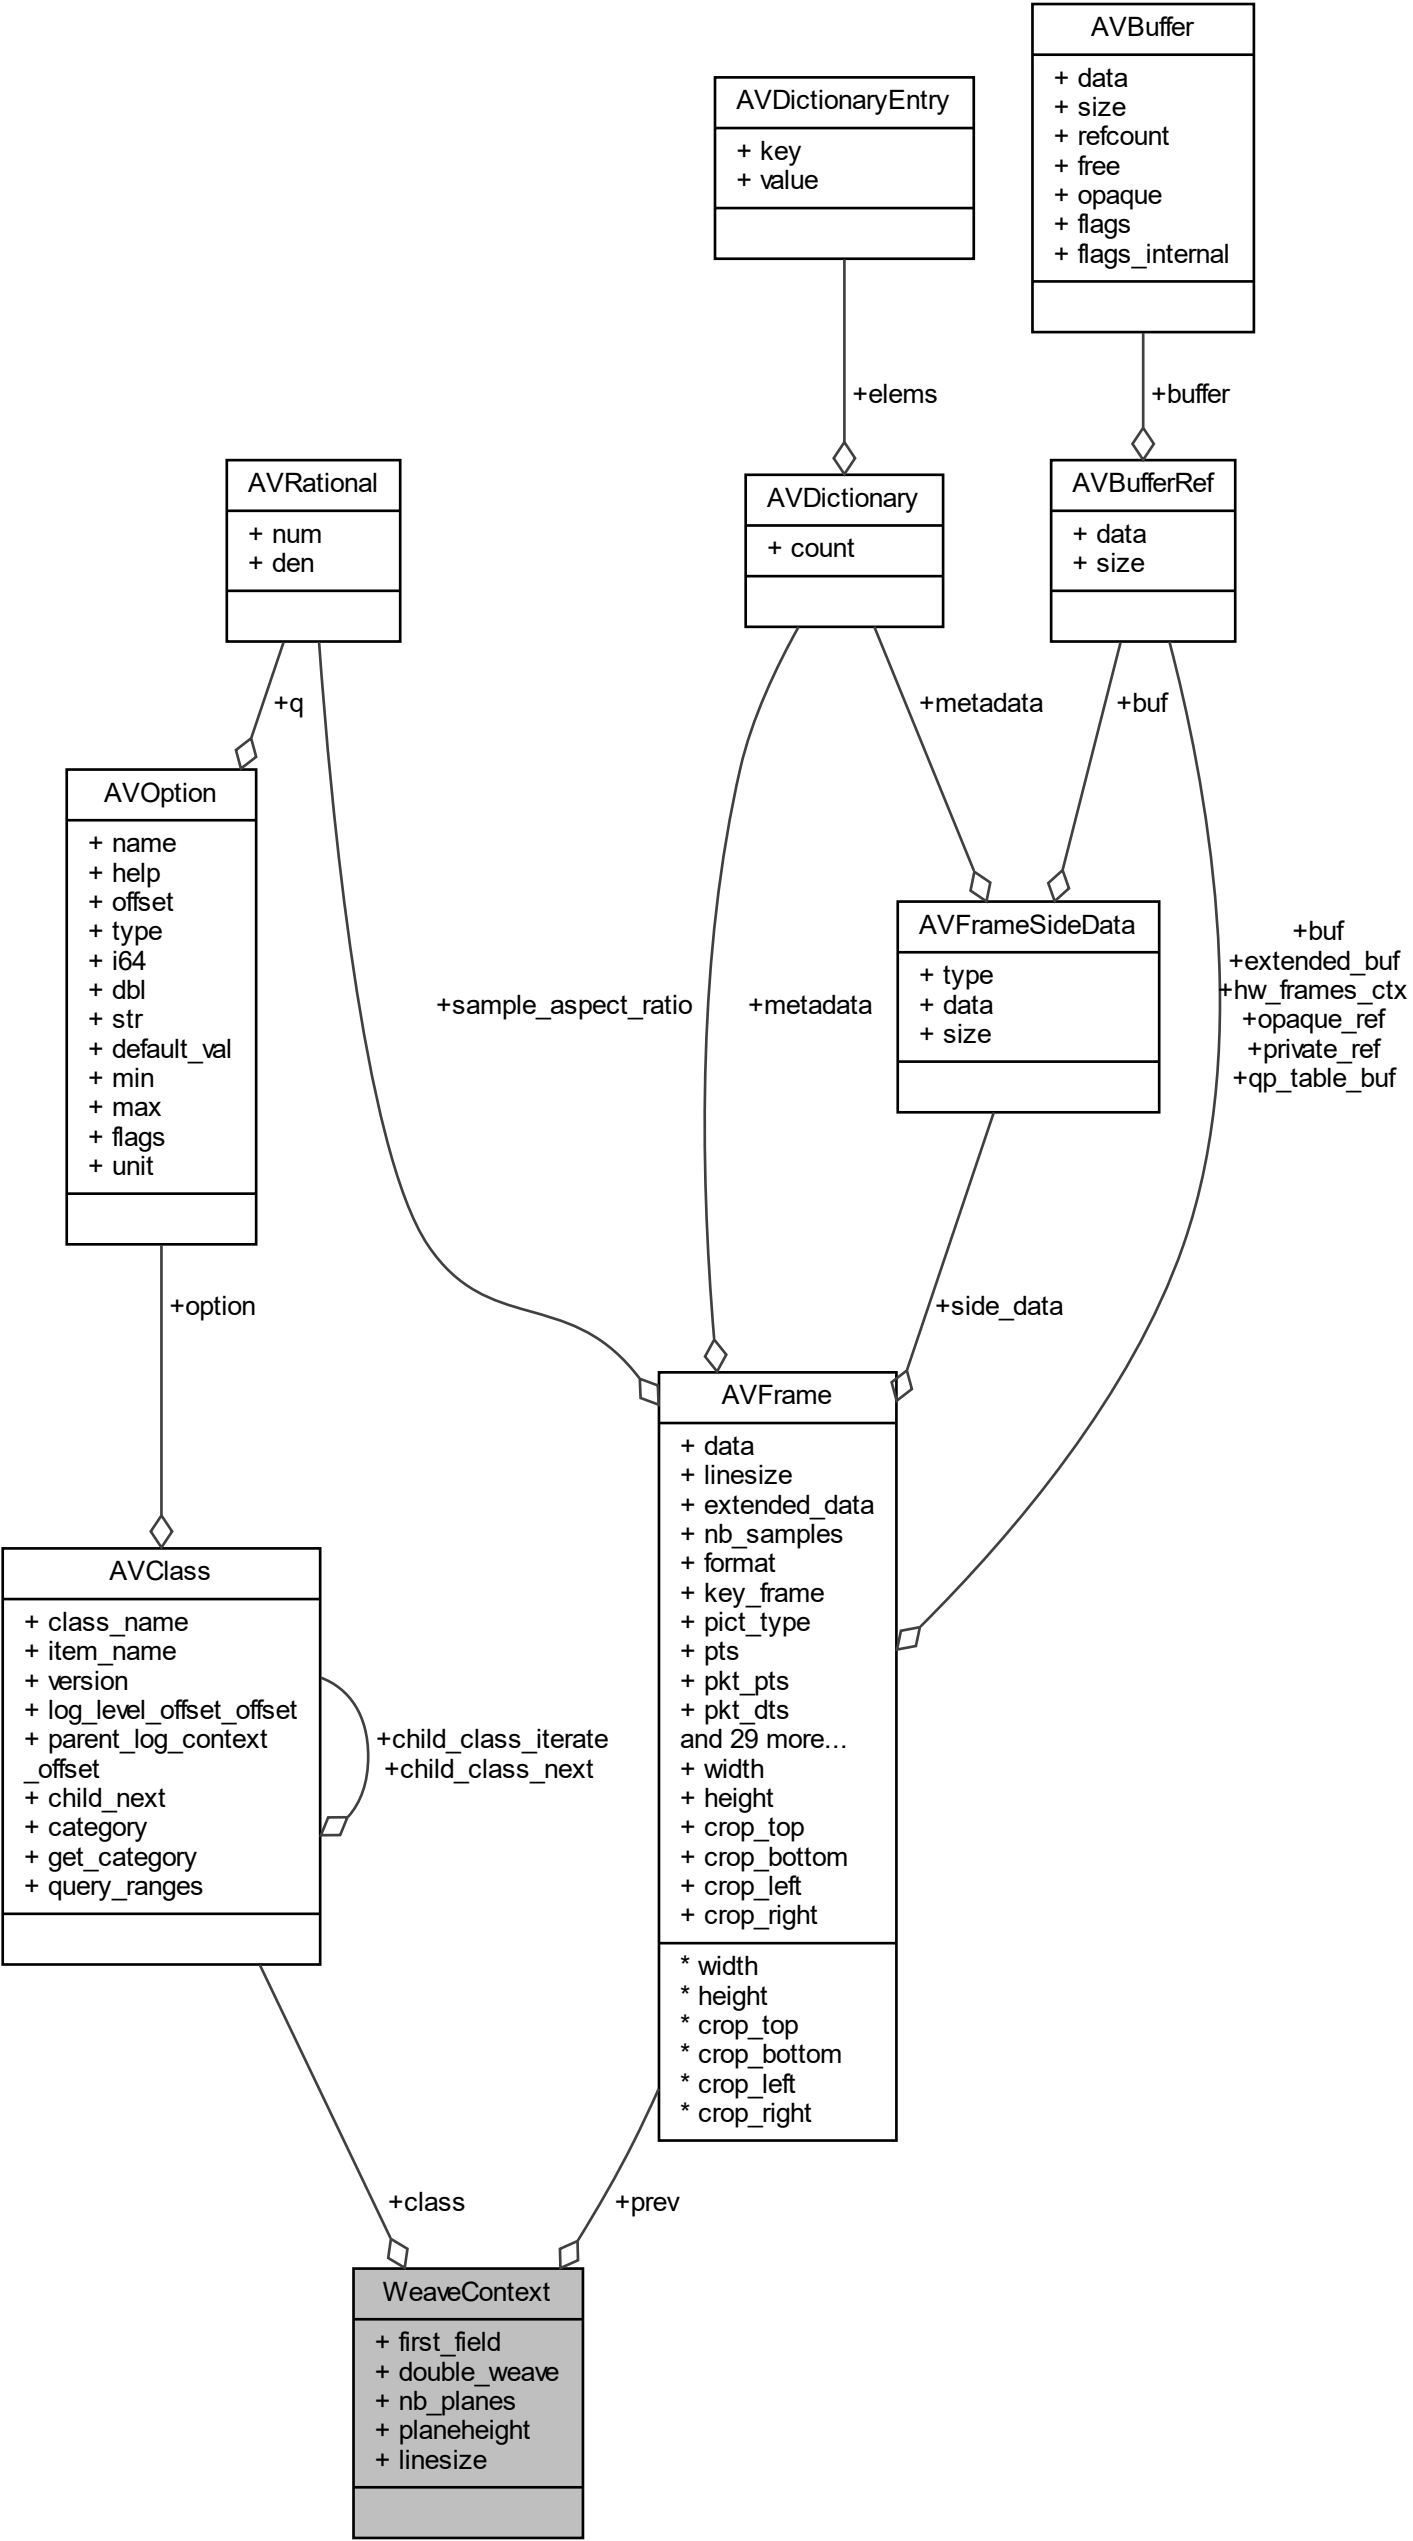 AVBuffer
+ data
+ size
+ refcount
+ free
+ opaque
+ flags
+ flags_internal
AVDictionaryEntry
+ key
+ value
+elems
+buffer
AVRational
+ num
+ den
AVDictionary
+ count
AVBufferRef
+ data
+ size
+q
+metadata
+buf
AVOption
+ name
+ help
+ offset
+ type
+ i64
+ dbl
+ str
+ default_val
+ min
+ max
+ flags
+ unit
+sample_aspect_ratio
+metadata
AVFrameSideData
+ type
+ data
+ size
+buf
+extended_buf
+hw_frames_ctx
+opaque_ref
+private_ref
+qp_table_buf
+option
+side_data
AVFrame
+ data
+ linesize
+ extended_data
+ nb_samples
+ format
+ key_frame
+ pict_type
+ pts
+ pkt_pts
+ pkt_dts
and 29 more...
+ width
+ height
+ crop_top
+ crop_bottom
+ crop_left
+ crop_right
* width
* height
* crop_top
* crop_bottom
* crop_left
* crop_right
AVClass
+ class_name
+ item_name
+ version
+ log_level_offset_offset
+ parent_log_context
_offset
+ child_next
+ category
+ get_category
+ query_ranges
+child_class_iterate
+child_class_next
+class
+prev
WeaveContext
+ first_field
+ double_weave
+ nb_planes
+ planeheight
+ linesize